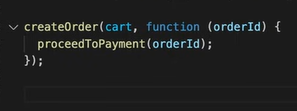 createOrder(cart, function (orderId) {
  proceedToPayment(orderId);
});